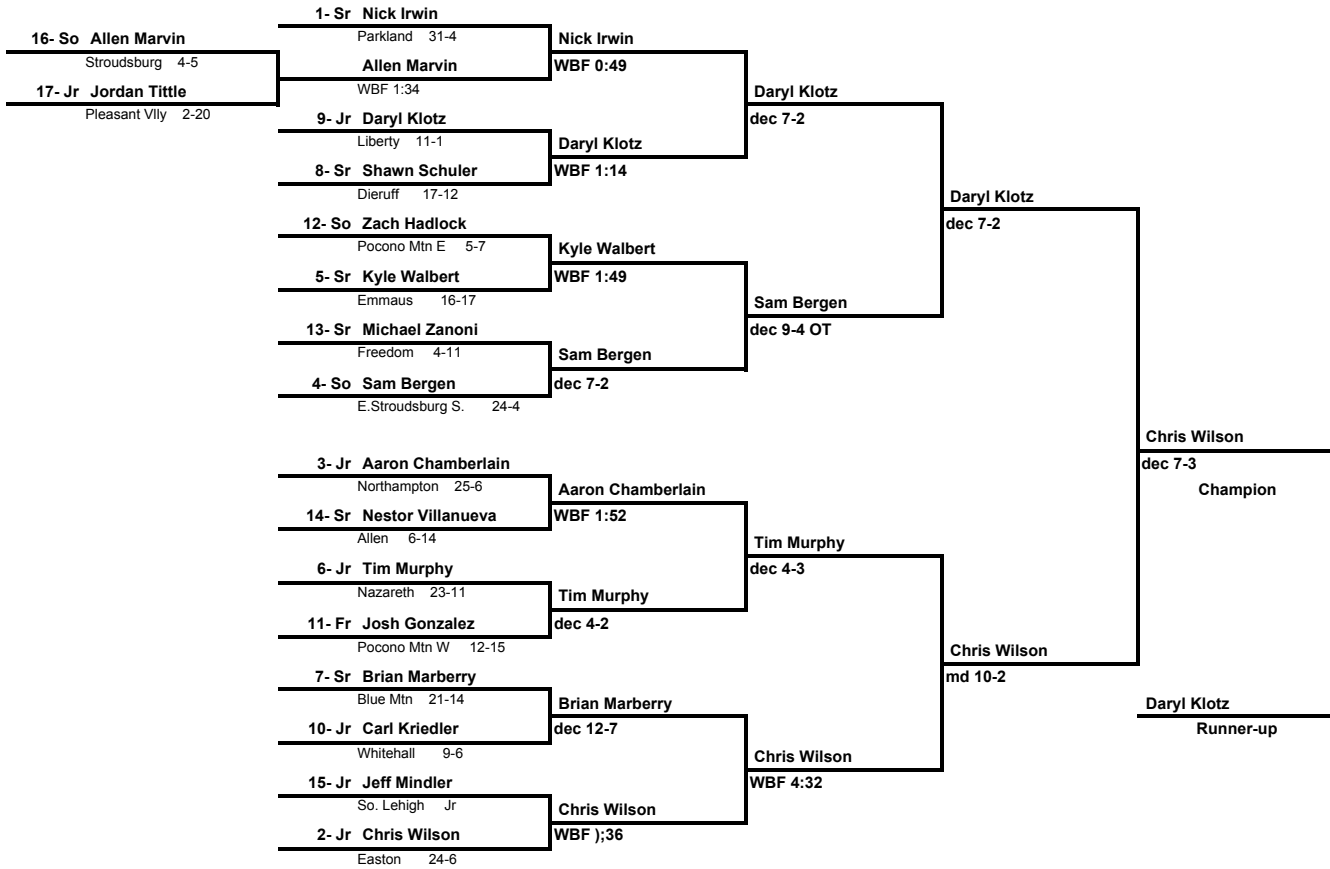 1- Sr Nick Irwin
Parkland 31-4
16- So Allen Marvin
Stroudsburg 4-5
Nick Irwin
WBF 0:49
Allen Marvin
WBF 1:34
17- Jr Jordan Tittle
Pleasant Vlly 2-20
Daryl Klotz
dec 7-2
9- Jr Daryl Klotz
Liberty 11-1
Daryl Klotz
WBF 1:14
8- Sr Shawn Schuler
Dieruff 17-12
Daryl Klotz
dec 7-2
12- So Zach Hadlock
Pocono Mtn E 5-7
Kyle Walbert
WBF 1:49
5- Sr Kyle Walbert
Emmaus 16-17
Sam Bergen
dec 9-4 OT
13- Sr Michael Zanoni
Freedom 4-11
Sam Bergen
dec 7-2
4- So Sam Bergen
E.Stroudsburg S. 24-4
Chris Wilson
dec 7-3
Champion
3- Jr Aaron Chamberlain
Northampton 25-6
Aaron Chamberlain
WBF 1:52
14- Sr Nestor Villanueva
Allen 6-14
Tim Murphy
dec 4-3
6- Jr Tim Murphy
Nazareth 23-11
Tim Murphy
dec 4-2
11- Fr Josh Gonzalez
Pocono Mtn W 12-15
Chris Wilson
md 10-2
7- Sr Brian Marberry
Blue Mtn 21-14
Brian Marberry
dec 12-7
Daryl Klotz
Runner-up
10- Jr Carl Kriedler
Whitehall 9-6
Chris Wilson
WBF 4:32
15- Jr Jeff Mindler
So. Lehigh Jr
Chris Wilson
WBF );36
2- Jr Chris Wilson
Easton 24-6